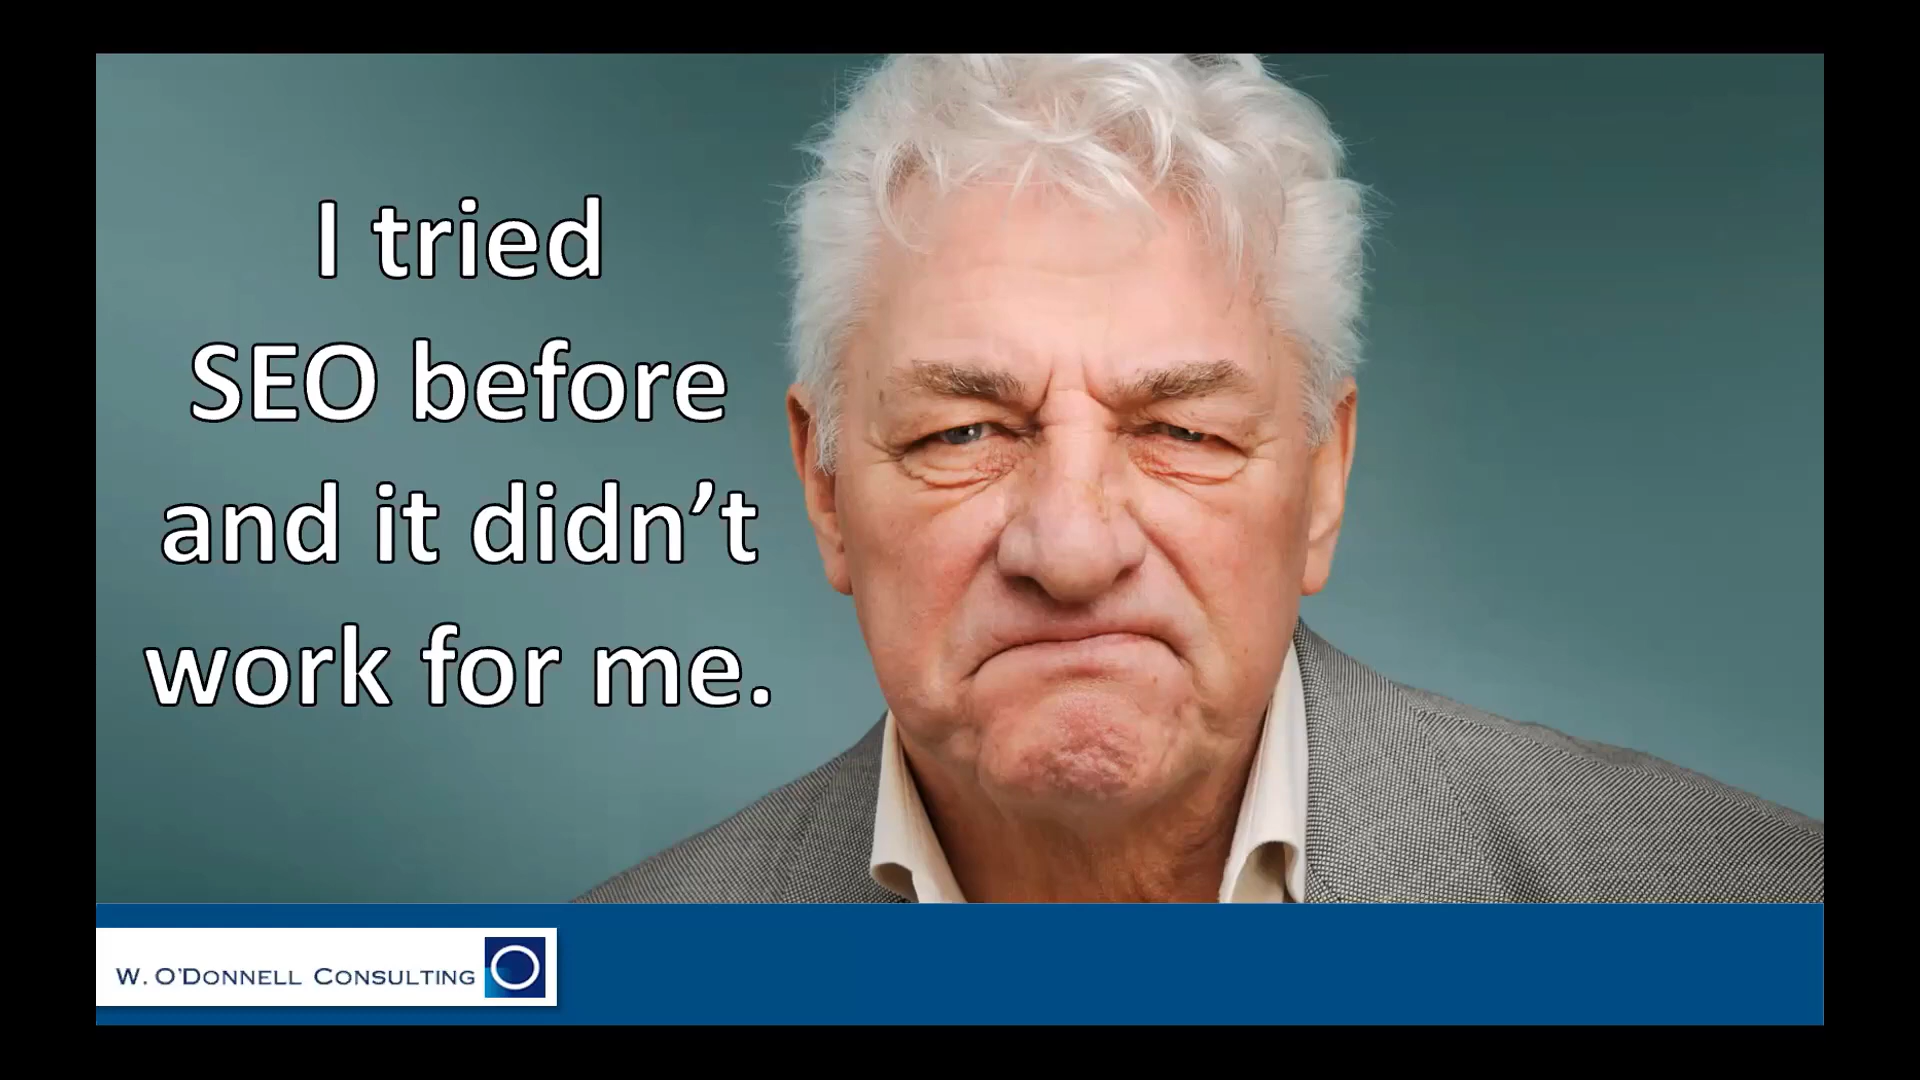 I tried
SEO before
and it didn’t
work for me.
W. O'DONNELL CONSULTING